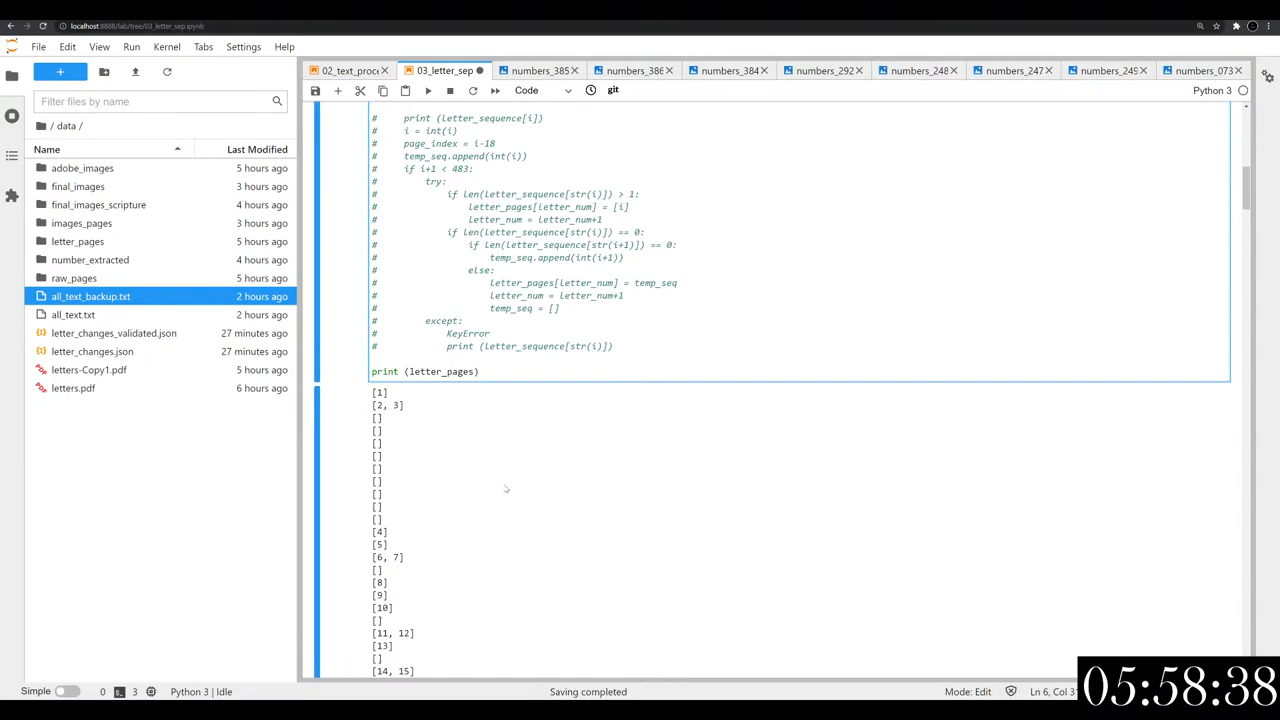 localhost:8888/lab/tree/03_letter_sep.ipynb
File Edit View Run Kernel Tabs Settings Help
02_text_proce 03_letter_sep numbers_385 numbers_386 numbers_384 numbers_292 numbers_248 numbers_247 numbers_249 numbers_073
Code git Python 3
Filter files by name
/ data /
Name Last Modified
adobe_images 5 hours ago
final_images 3 hours ago
final_images_scripture 4 hours ago
images_pages 3 hours ago
letter_pages 5 hours ago
number_extracted 4 hours ago
raw_pages 5 hours ago
all_text_backup.txt 2 hours ago
all_text.txt 2 hours ago
letter_changes_validated.json 27 minutes ago
letter_changes.json 27 minutes ago
letters-Copy1.pdf 5 hours ago
letters.pdf 6 hours ago
# print (letter_sequence[i])
# i = int(i)
# page_index = i-18
# temp_seq.append(int(i))
# if i+1 < 483:
# try:
# if len(letter_sequence[str(i)]) > 1:
# letter_pages[letter_num] = [i]
# letter_num = letter_num+1
# if len(letter_sequence[str(i)]) == 0:
# if len(letter_sequence[str(i+1)]) == 0:
# temp_seq.append(int(i+1))
# else:
# letter_pages[letter_num] = temp_seq
# letter_num = letter_num+1
# temp_seq = []
# except:
# KeyError
# print (letter_sequence[str(i)])
print (letter_pages)
[1]
[2, 3]
[]
[]
[]
[]
[]
[]
[]
[]
[]
[4]
[5]
[6, 7]
[]
[8]
[9]
[10]
[]
[11, 12]
[13]
[]
[14, 15]
Simple 0 3 Python 3 | Idle Saving completed Mode: Edit Ln 6, Col 3
05:58:38